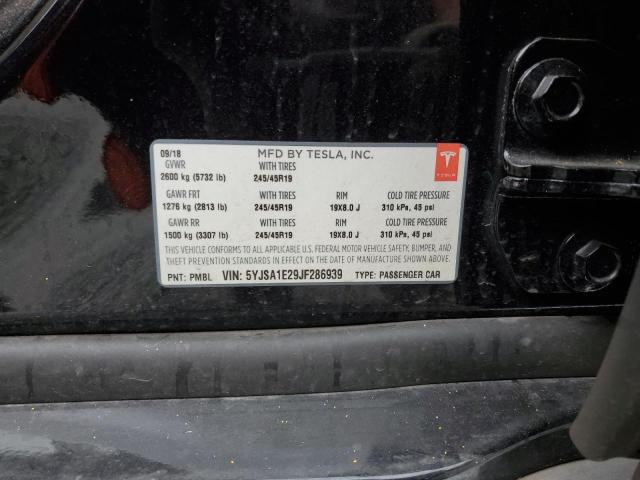 09/18 MFD BY TESLA, INC.
GVWR WITH TIRES
2600 kg (5732 lb) 245/45R19
GAWR FRT WITH TIRES RIM COLD TIRE PRESSURE
1276 kg (2813 lb) 245/45R19 19X8.0 J 310 kPa, 45 psi
GAWR RR WITH TIRES RIM COLD TIRE PRESSURE
1500 kg (3307 lb) 245/45R19 19X8.0 J 310 kPa, 45 psi
THIS VEHICLE CONFORMS TO ALL APPLICABLE U.S. FEDERAL MOTOR VEHICLE SAFETY, BUMPER, AND
THEFT PREVENTION STANDARDS IN EFFECT ON THE DATE OF MANUFACTURE SHOWN ABOVE.
PNT: PMBL VIN: 5YJSA1E29JF286939 TYPE: PASSENGER CAR
TESLA